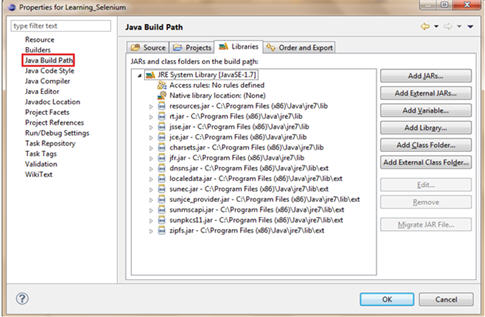 Properties for Learning_Selenium
type filter text
Resource
Builders
Java Build Path
Java Code Style
Java Compiler
Java Editor
Javadoc Location
Project Facets
Project References
Run/Debug Settings
Task Repository
Task Tags
Validation
WikiText
Java Build Path
Source
Projects
Libraries
Order and Export
JARs and class folders on the build path:
JRE System Library [JavaSE-1.7]
Access rules: No rules defined
Native library location: (None)
resources.jar - C:\Program Files (x86)\Java\jre7\lib
rt.jar - C:\Program Files (x86)\Java\jre7\lib
jsse.jar - C:\Program Files (x86)\Java\jre7\lib
jce.jar - C:\Program Files (x86)\Java\jre7\lib
charsets.jar - C:\Program Files (x86)\Java\jre7\lib
jfr.jar - C:\Program Files (x86)\Java\jre7\lib
dnsns.jar - C:\Program Files (x86)\Java\jre7\lib\ext
localedata.jar - C:\Program Files (x86)\Java\jre7\lib\ext
sunec.jar - C:\Program Files (x86)\Java\jre7\lib\ext
sunjce_provider.jar - C:\Program Files (x86)\Java\jre7\lib\ext
sunmscapi.jar - C:\Program Files (x86)\Java\jre7\lib\ext
sunpkcs11.jar - C:\Program Files (x86)\Java\jre7\lib\ext
zipfs.jar - C:\Program Files (x86)\Java\jre7\lib\ext
Add JARs...
Add External JARs...
Add Variable...
Add Library...
Add Class Folder...
Add External Class Folder...
Edit...
Remove
Migrate JAR File...
OK
Cancel